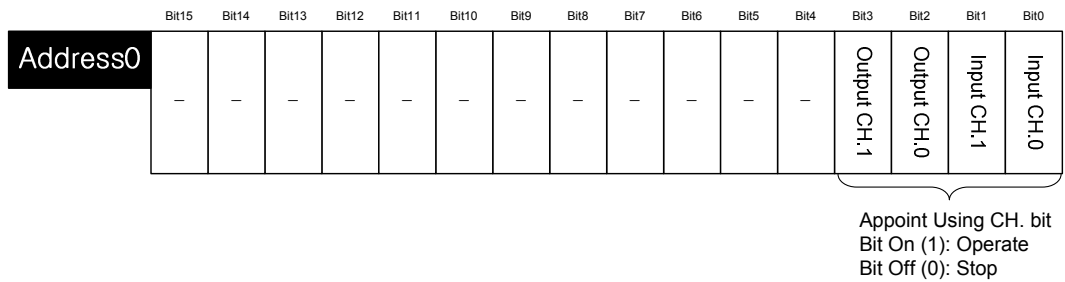 Bit15 Bit14 Bit13 Bit12 Bit11 Bit10 Bit9 Bit8 Bit7 Bit6 Bit5 Bit4 Bit3 Bit2 Bit1 Bit0
Address0
– – – – – – – – – – – –
Output CH.1
Output CH.0
Input CH.1
Input CH.0
Appoint Using CH. bit
Bit On (1): Operate
Bit Off (0): Stop